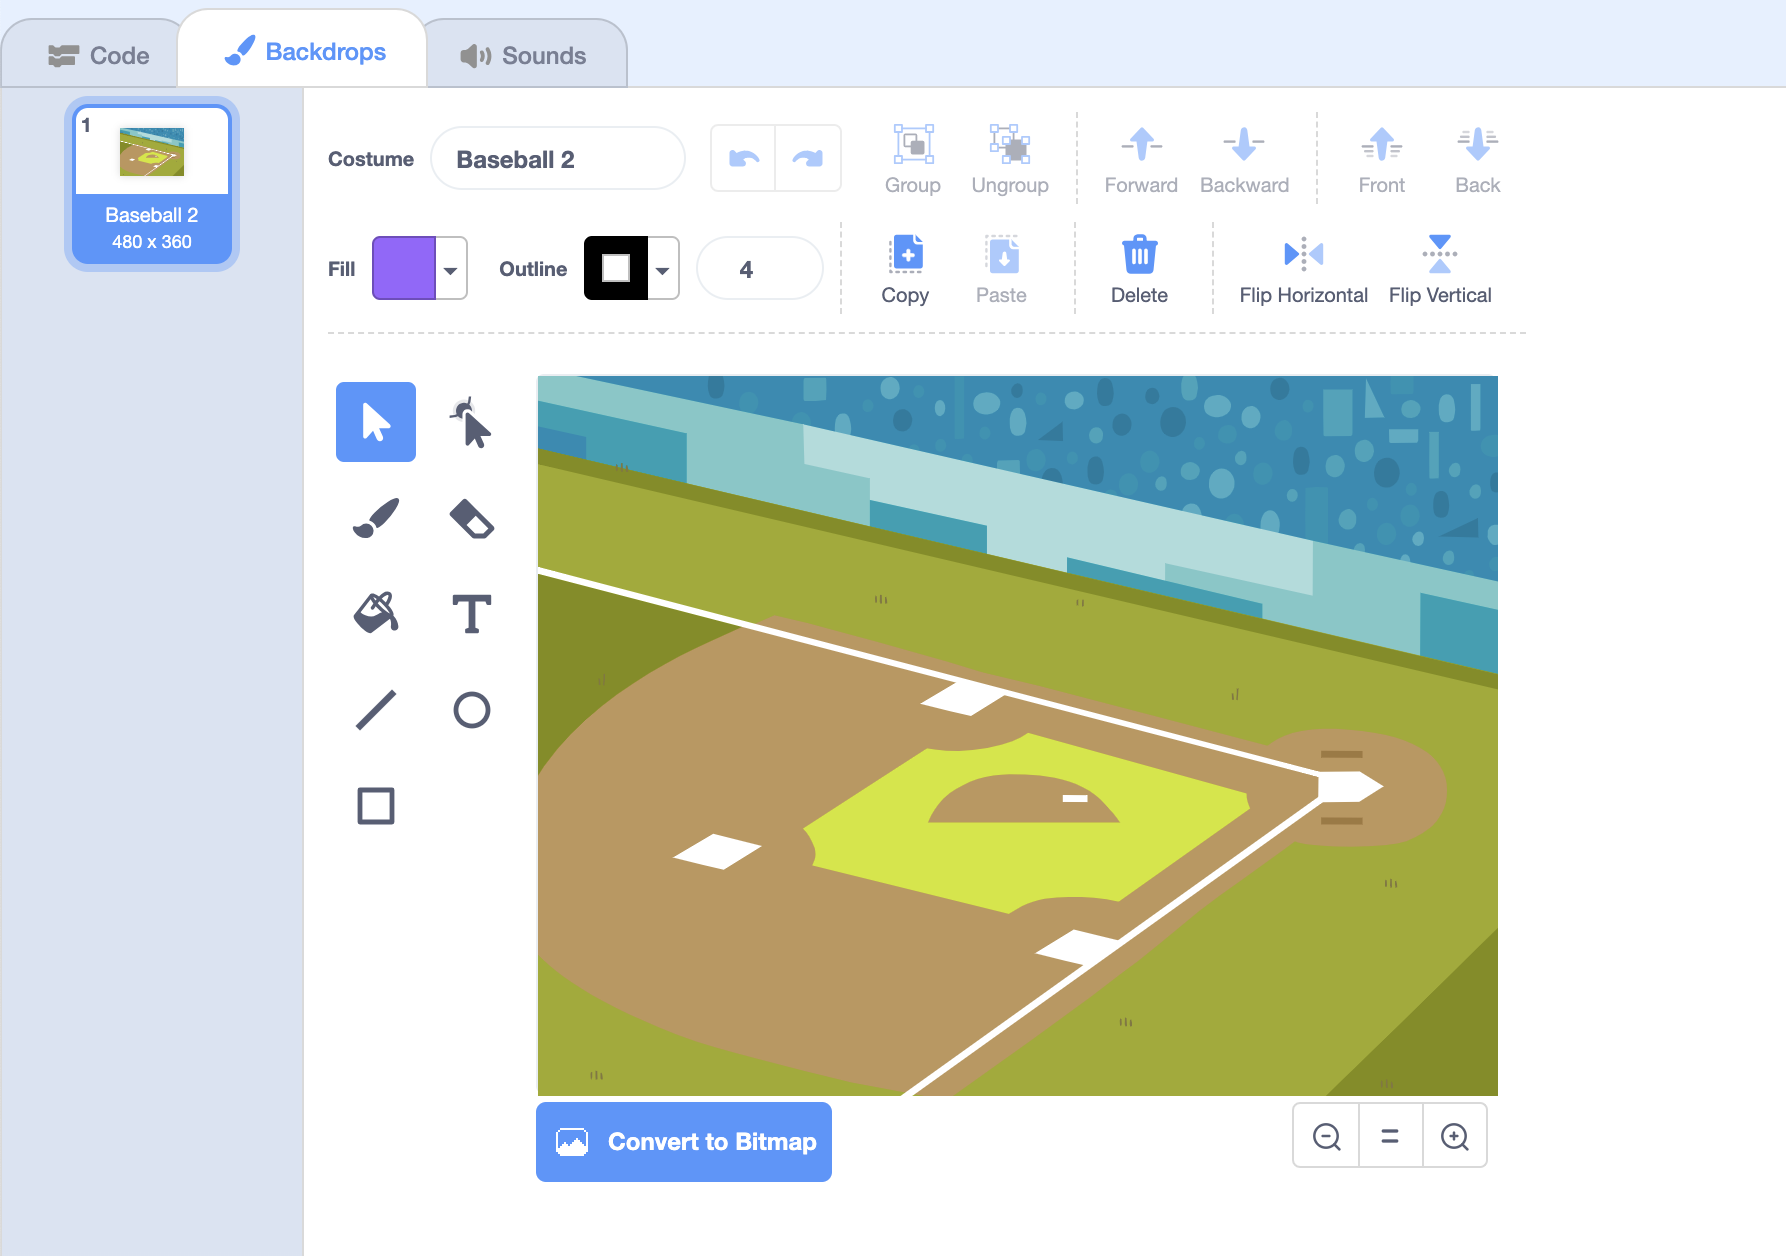 Code
Backdrops
Sounds
1
Baseball 2
480 x 360
Costume
Baseball 2
Group
Ungroup
Forward
Backward
Front
Back
Fill
Outline
4
Copy
Paste
Delete
Flip Horizontal
Flip Vertical
T
Convert to Bitmap